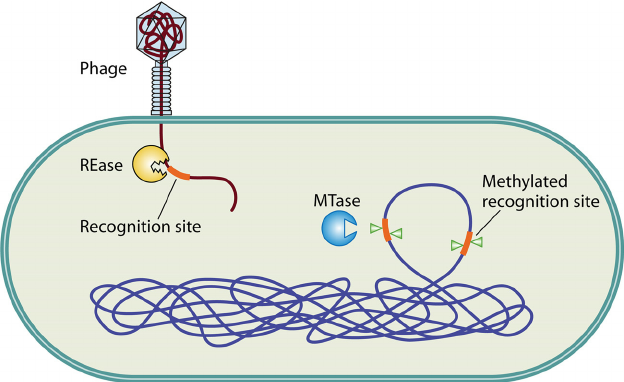 Phage
REase
Recognition site
MTase
Methylated
recognition site